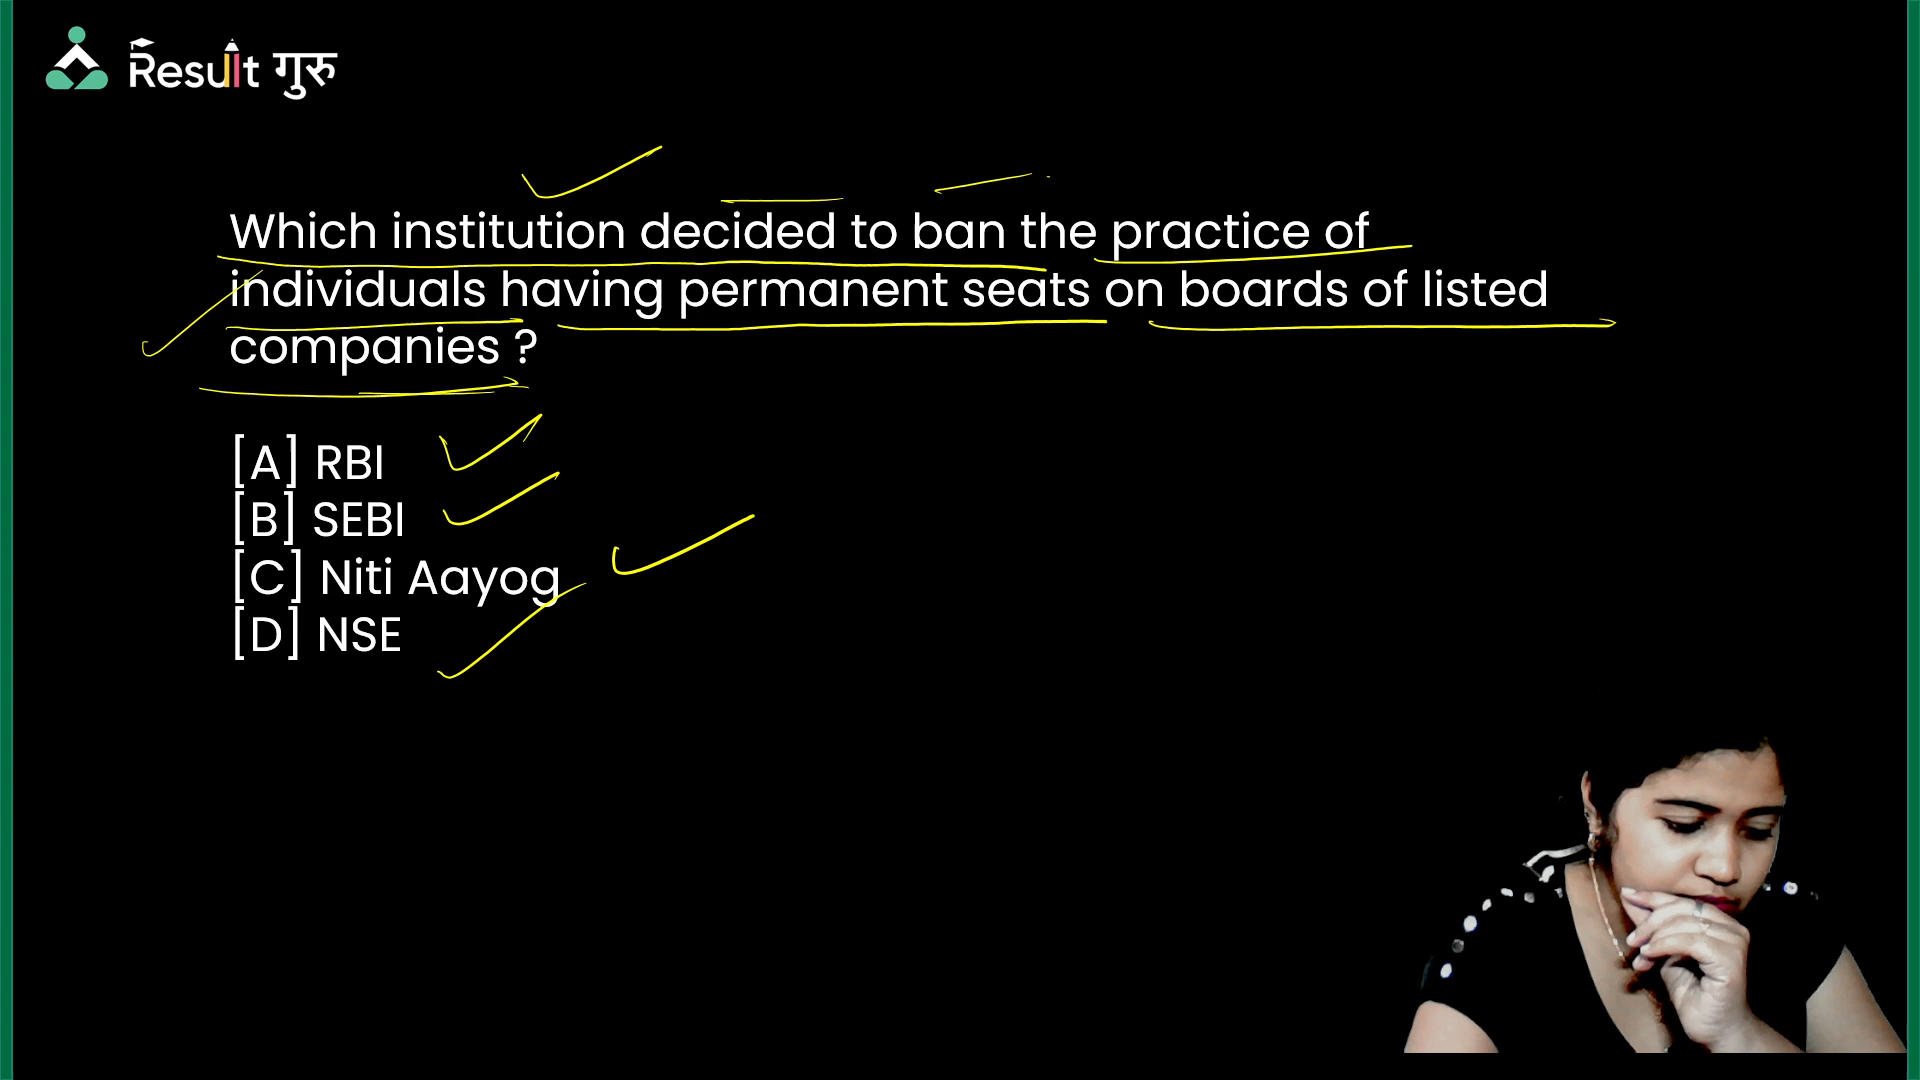 Result गुरु
Which institution decided to ban the practice of
individuals having permanent seats on boards of listed
companies ?
[A] RBI
[B] SEBI
[C] Niti Aayog
[D] NSE